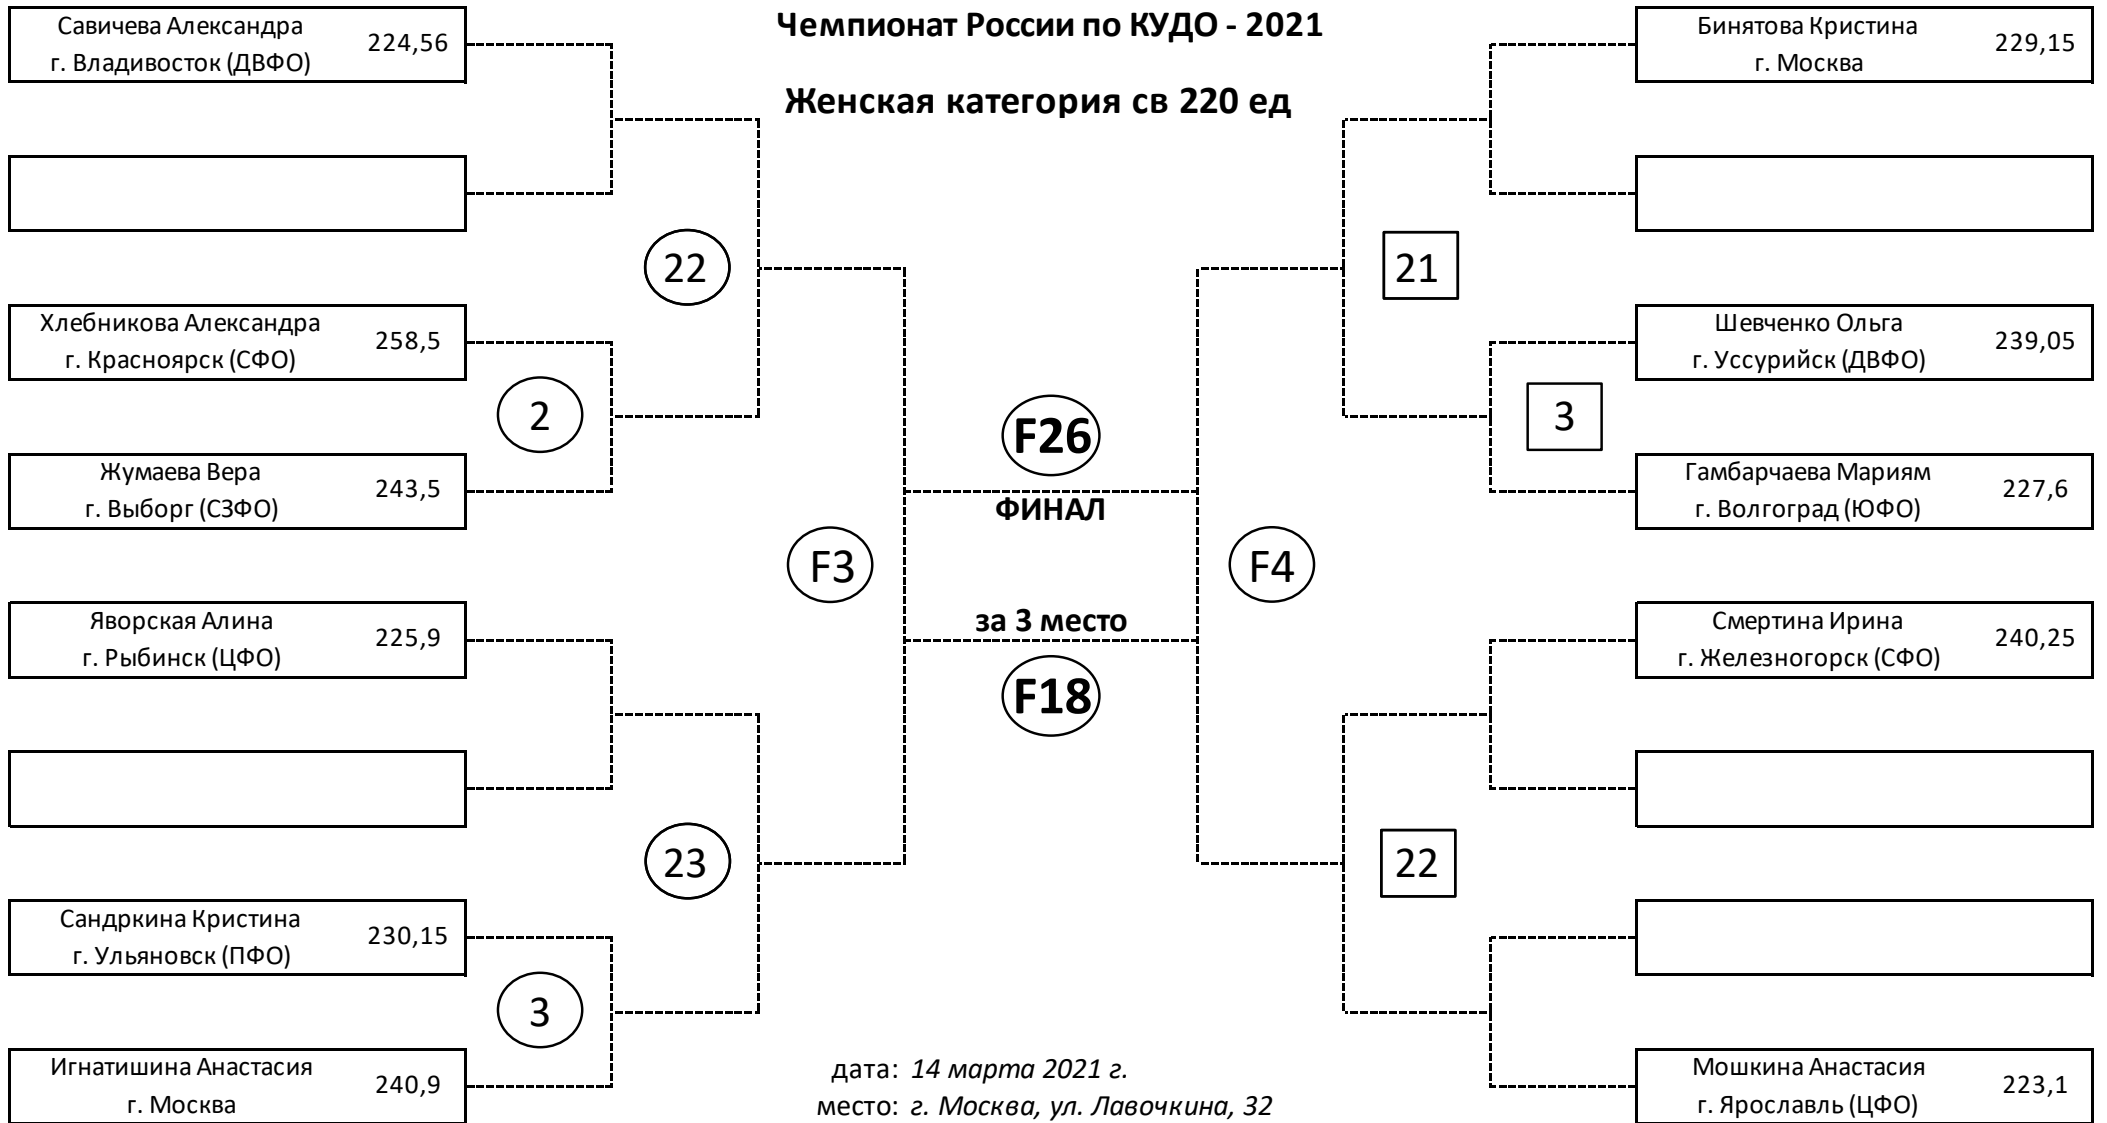 Чемпионат России по КУДО - 2021
Женская категория св 220 ед
Савичева Александра
г. Владивосток (ДВФО)
224,56
Хлебникова Александра
г. Красноярск (СФО)
258,5
Жумаева Вера
г. Выборг (СЗФО)
243,5
Яворская Алина
г. Рыбинск (ЦФО)
225,9
Сандркина Кристина
г. Ульяновск (ПФО)
230,15
Игнатишина Анастасия
г. Москва
240,9
2
3
22
23
F3
F26
ФИНАЛ
за 3 место
F18
F4
21
22
3
Бинятова Кристина
г. Москва
229,15
Шевченко Ольга
г. Уссурийск (ДВФО)
239,05
Гамбарчаева Мариям
г. Волгоград (ЮФО)
227,6
Смертина Ирина
г. Железногорск (СФО)
240,25
Мошкина Анастасия
г. Ярославль (ЦФО)
223,1
дата: 14 марта 2021 г.
место: г. Москва, ул. Лавочкина, 32